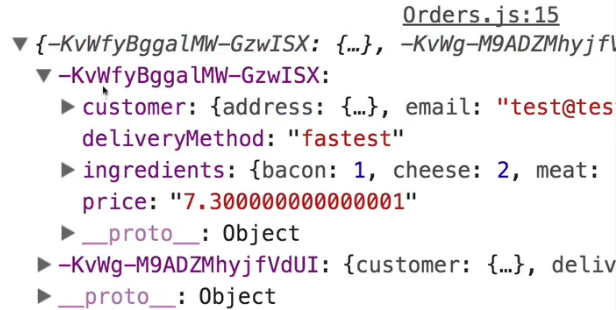 Orders.js:15
▼{-KvWfyBggalMW-GzwISX: {…}, -KvWg-M9ADZMhyjfV
▼-KvWfyBggalMW-GzwISX:
▶customer: {address: {…}, email: "test@tes
deliveryMethod: "fastest"
▶ingredients: {bacon: 1, cheese: 2, meat:
price: "7.300000000000001"
▶__proto__: Object
▶-KvWg-M9ADZMhyjfVdUI: {customer: {…}, deliv
▶__proto__: Object